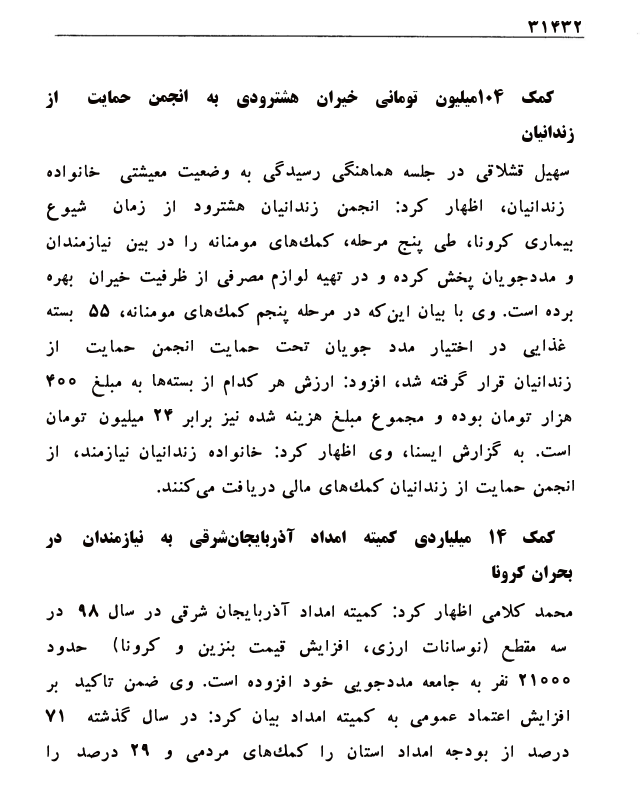 ۳۱۴۳۲
کمک ۱۰۴میلیون تومانی خیران هشترودی به انجمن حمایت از
زندانیان
سهیل قشلاقی در جلسه هماهنگی رسیدگی به وضعیت معیشتی خانواده
زندانیان، اظهار کرد: انجمن زندانیان هشترود از زمان شیوع
بیماری کرونا، طی پنج مرحله، کمك‌های مومنانه را در بین نیازمندان
و مددجویان پخش کرده و در تهیه لوازم مصرفی از ظرفیت خیران بهره
برده است. وی با بیان این‌که در مرحله پنجم کمك‌های مومنانه، ۵۵ بسته
غذایی در اختیار مدد جویان تحت حمایت انجمن حمایت از
زندانیان قرار گرفته شد، افزود: ارزش هر کدام از بسته‌ها به مبلغ ۴۰۰
هزار تومان بوده و مجموع مبلغ هزینه شده نیز برابر ۲۴ میلیون تومان
است. به گزارش ایسنا، وی اظهار کرد: خانواده زندانیان نیازمند، از
انجمن حمایت از زندانیان کمك‌های مالی دریافت می‌کنند.
کمک ۱۴ میلیاردی کمیته امداد آذربایجان‌شرقی به نیازمندان در
بحران کرونا
محمد کلامی اظهار کرد: کمیته امداد آذربایجان شرقی در سال ۹۸ در
سه مقطع (نوسانات ارزی، افزایش قیمت بنزین و کرونا) حدود
۲۱۰۰۰ نفر به جامعه مددجویی خود افزوده است. وی ضمن تاکید بر
افزایش اعتماد عمومی به کمیته امداد بیان کرد: در سال گذشته ۷۱
درصد از بودجه امداد استان را کمك‌های مردمی و ۲۹ درصد را